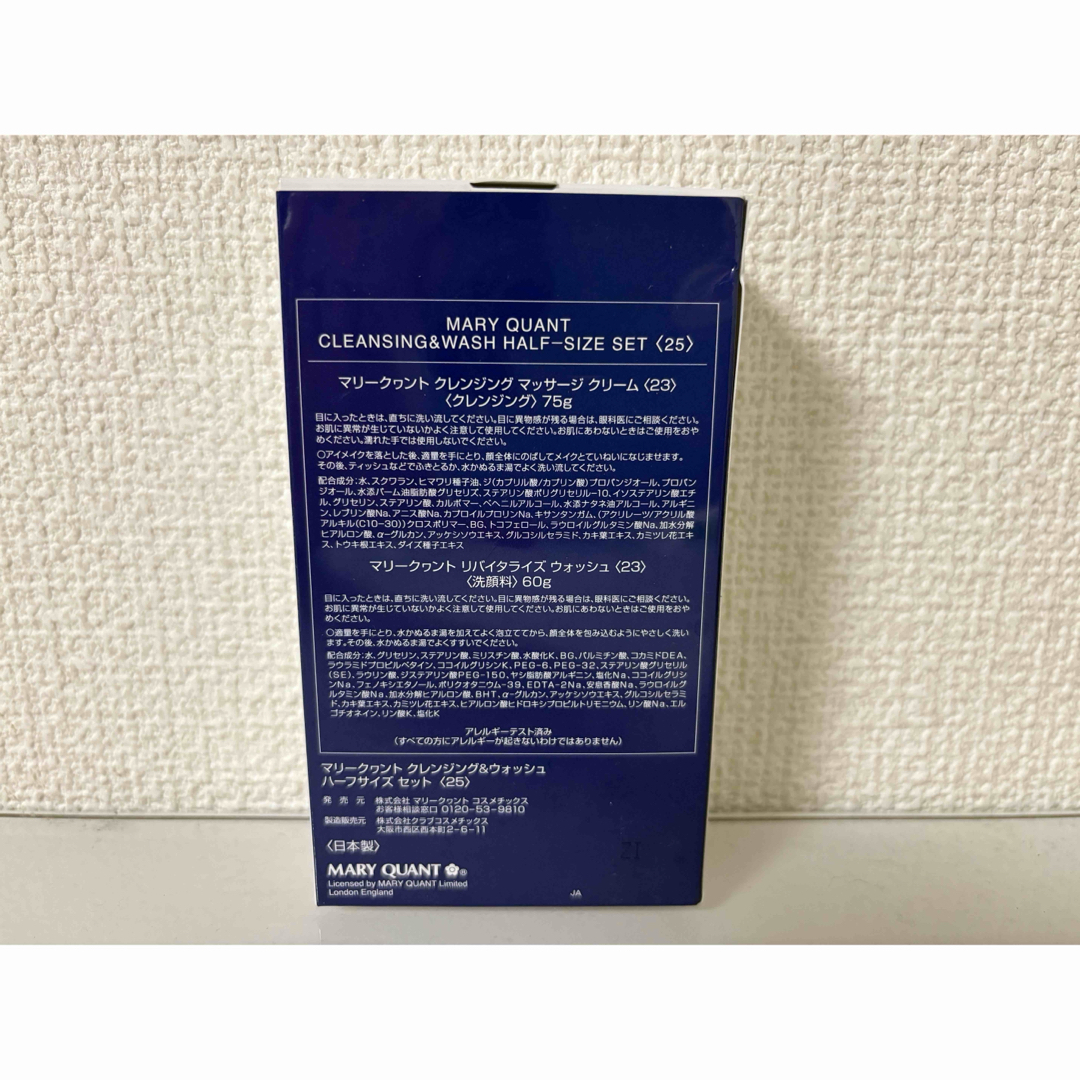 MARY QUANT
CLEANSING&WASH HALF-SIZE SET〈25〉
マリークヮント クレンジング マッサージ クリーム〈23〉
〈クレンジング〉75g
目に入ったときは、直ちに洗い流してください。目に異物感が残る場合は、眼科医にご相談ください。
お肌に異常が生じていないかよく注意して使用してください。お肌にあわないときはご使用をおや
めください。濡れた手では使用しないでください。
○アイメイクを落とした後、適量を手にとり、顔全体にのばしてメイクとていねいになじませます。
その後、ティッシュなどでふきとるか、水かぬるま湯でよく洗い流してください。
配合成分:水、スクワラン、ヒマワリ種子油、ジ(カプリル酸/カプリン酸)プロパンジオール、プロパン
ジオール、水添パーム油脂肪酸グリセリズ、ステアリン酸ポリグリセリル-10、イソステアリン酸エチ
ル、グリセリン、ステアリン酸、カルボマー、ベヘニルアルコール、水添ナタネ油アルコール、アルギニ
ン、レブリン酸Na、アニス酸Na、カプロイルプロリンNa、キサンタンガム、(アクリレーツ/アクリル酸
アルキル(C10-30))クロスポリマー、BG、トコフェロール、ラウロイルグルタミン酸Na、加水分解
ヒアルロン酸、α-グルカン、アッケシソウエキス、グルコシルセラミド、カキ葉エキス、カミツレ花エキ
ス、トウキ根エキス、ダイズ種子エキス
マリークヮント リバイタライズ ウォッシュ〈23〉
〈洗顔料〉60g
目に入ったときは、直ちに洗い流してください。目に異物感が残る場合は、眼科医にご相談ください。
お肌に異常が生じていないかよく注意して使用してください。お肌にあわないときはご使用をおや
めください。
○適量を手にとり、水かぬるま湯を加えてよく泡立ててから、顔全体を包み込むようにやさしく洗い
ます。その後、水かぬるま湯でよくすすいでください。
配合成分:水、グリセリン、ステアリン酸、ミリスチン酸、水酸化K、BG、パルミチン酸、コカミドDEA、
ラウラミドプロピルベタイン、ココイルグリシンK、PEG-6、PEG-32、ステアリン酸グリセリル
(SE)、ラウリン酸、ジステアリン酸PEG-150、ヤシ脂肪酸アルギニン、塩化Na、ココイルグリシ
ンNa、フェノキシエタノール、ポリクオタニウム-39、EDTA-2Na、安息香酸Na、ラウロイルグ
ルタミン酸Na、加水分解ヒアルロン酸、BHT、α-グルカン、アッケシソウエキス、グルコシルセラミ
ド、カキ葉エキス、カミツレ花エキス、ヒアルロン酸ヒドロキシプロピルトリモニウム、リン酸Na、エル
ゴチオネイン、リン酸K、塩化K
アレルギーテスト済み
(すべての方にアレルギーが起きないわけではありません)
マリークヮント クレンジング&ウォッシュ
ハーフサイズ セット〈25〉
発売元 株式会社 マリークヮント コスメチックス
お客様相談窓口 0120-53-9810
製造販売元 株式会社クラブコスメチックス
大阪市西区西本町2-6-11
〈日本製〉
MARY QUANT ®
Licensed by MARY QUANT Limited
London England
JA